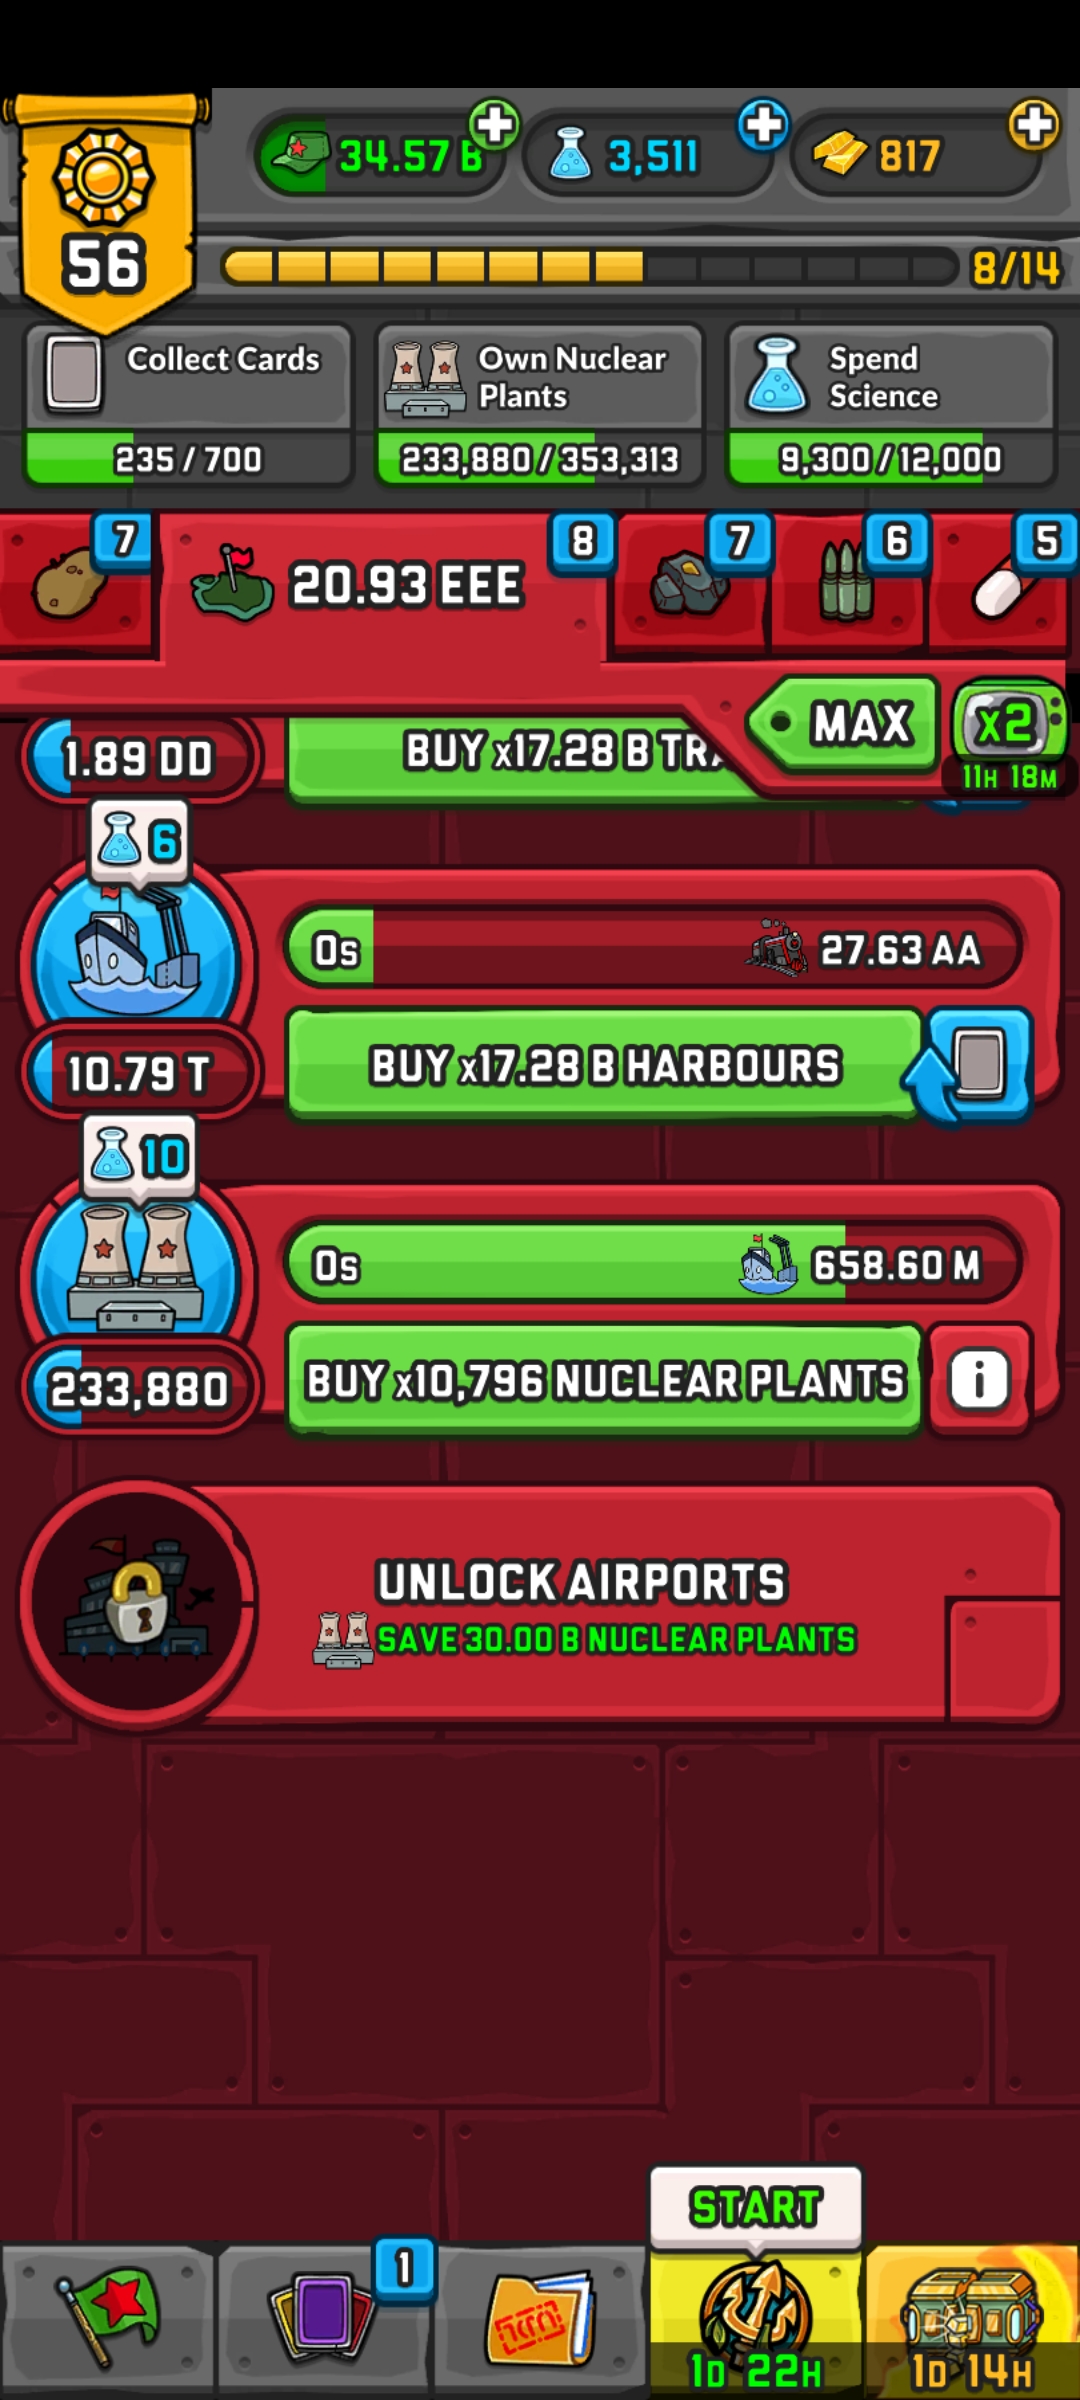 34.57 B
3,511
817
56
8/14
Collect Cards
235 / 700
Own Nuclear
Plants
233,880 / 353,313
Spend
Science
9,300 / 12,000
7
20.93 EEE
8
7
6
5
MAX
x2
11H 18M
1.89 DD
BUY x17.28 B TRA
6
0s
27.63 AA
10.79 T
BUY x17.28 B HARBOURS
10
0s
658.60 M
233,880
BUY x10,796 NUCLEAR PLANTS
i
UNLOCK AIRPORTS
SAVE 30.00 B NUCLEAR PLANTS
START
1
1D 22H
1D 14H